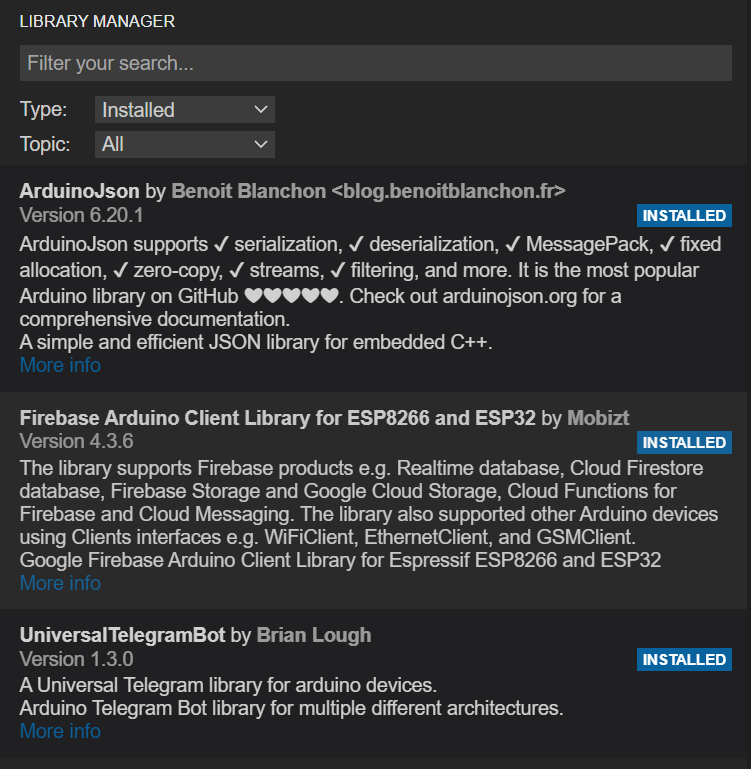 LIBRARY MANAGER
Filter your search...
Type: Installed
Topic: All
ArduinoJson by Benoit Blanchon <blog.benoitblanchon.fr>
Version 6.20.1
INSTALLED
ArduinoJson supports ✔ serialization, ✔ deserialization, ✔ MessagePack, ✔ fixed
allocation, ✔ zero-copy, ✔ streams, ✔ filtering, and more. It is the most popular
Arduino library on GitHub ❤❤❤❤❤. Check out arduinojson.org for a
comprehensive documentation.
A simple and efficient JSON library for embedded C++.
More info
Firebase Arduino Client Library for ESP8266 and ESP32 by Mobizt
Version 4.3.6
INSTALLED
The library supports Firebase products e.g. Realtime database, Cloud Firestore
database, Firebase Storage and Google Cloud Storage, Cloud Functions for
Firebase and Cloud Messaging. The library also supported other Arduino devices
using Clients interfaces e.g. WiFiClient, EthernetClient, and GSMClient.
Google Firebase Arduino Client Library for Espressif ESP8266 and ESP32
More info
UniversalTelegramBot by Brian Lough
Version 1.3.0
INSTALLED
A Universal Telegram library for arduino devices.
Arduino Telegram Bot library for multiple different architectures.
More info